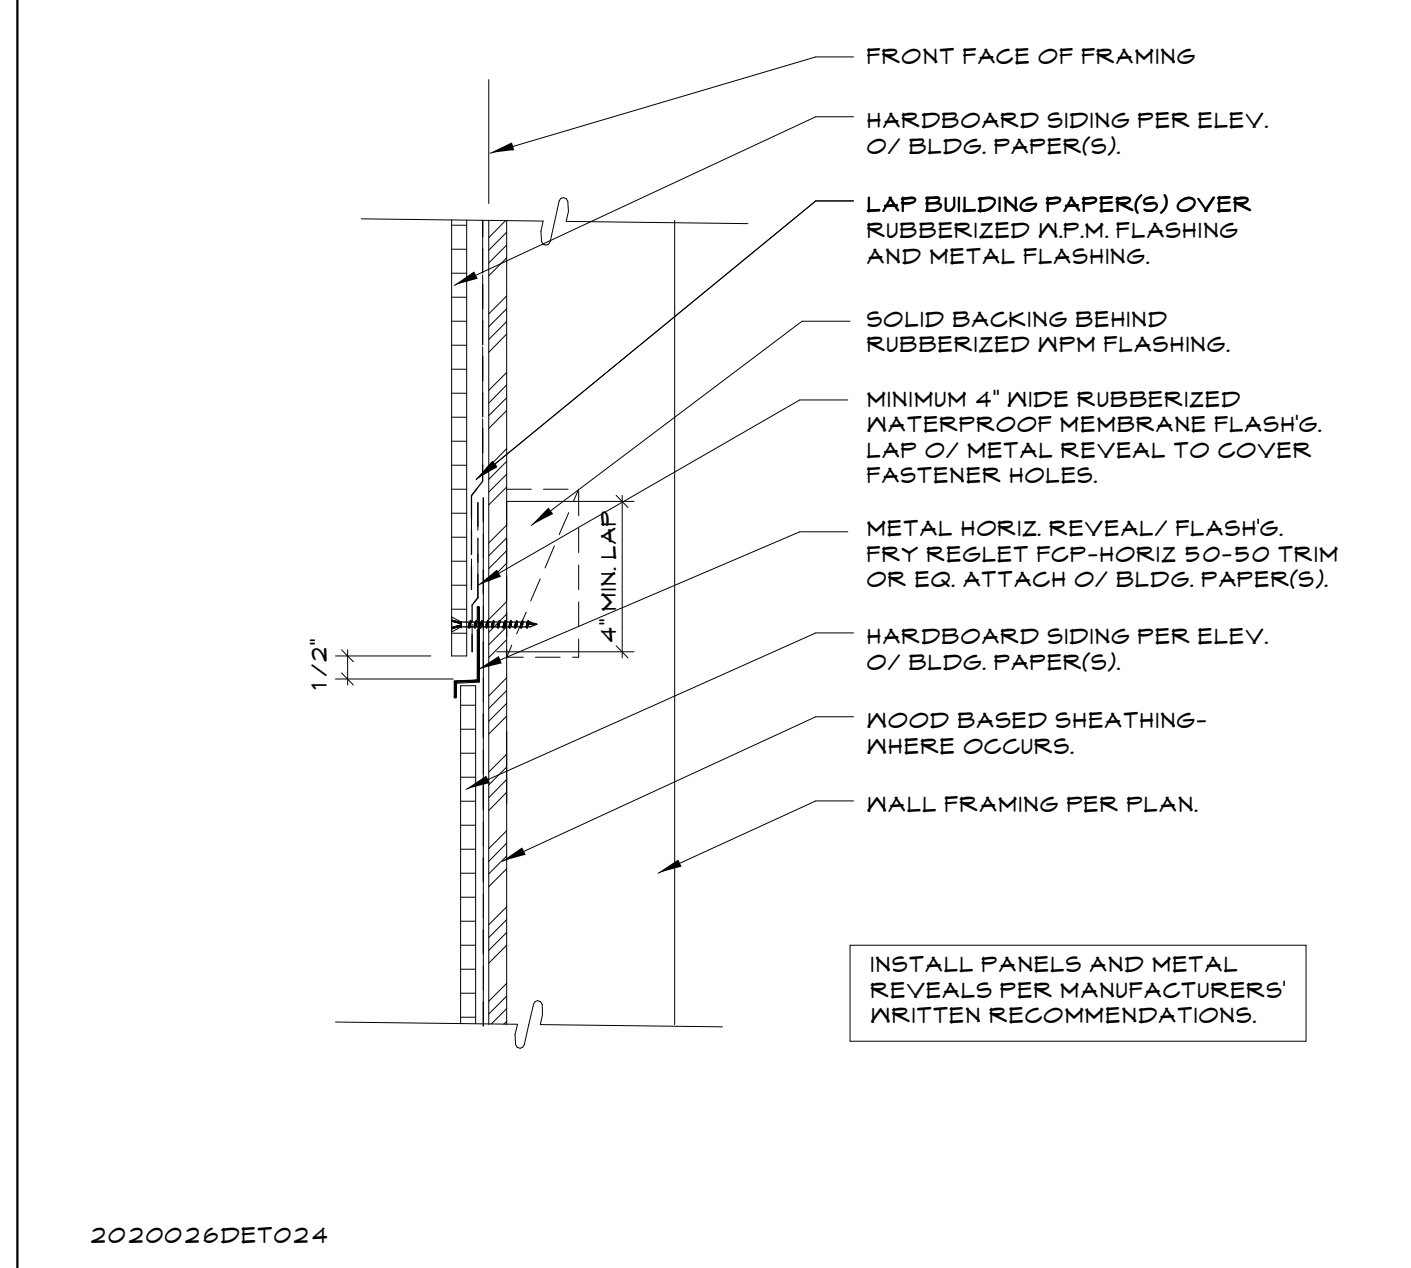 FRONT FACE OF FRAMING
HARDBOARD SIDING PER ELEV.
O/ BLDG. PAPER(S).
LAP BUILDING PAPER(S) OVER
RUBBERIZED W.P.M. FLASHING
AND METAL FLASHING.
SOLID BACKING BEHIND
RUBBERIZED WPM FLASHING.
MINIMUM 4" WIDE RUBBERIZED
WATERPROOF MEMBRANE FLASH'G.
LAP O/ METAL REVEAL TO COVER
FASTENER HOLES.
4" MIN. LAP
METAL HORIZ. REVEAL/ FLASH'G.
FRY REGLET FCP-HORIZ 50-50 TRIM
OR EQ. ATTACH O/ BLDG. PAPER(S).
1/2"
HARDBOARD SIDING PER ELEV.
O/ BLDG. PAPER(S).
WOOD BASED SHEATHING-
WHERE OCCURS.
WALL FRAMING PER PLAN.
INSTALL PANELS AND METAL
REVEALS PER MANUFACTURERS'
WRITTEN RECOMMENDATIONS.
2020026DET024